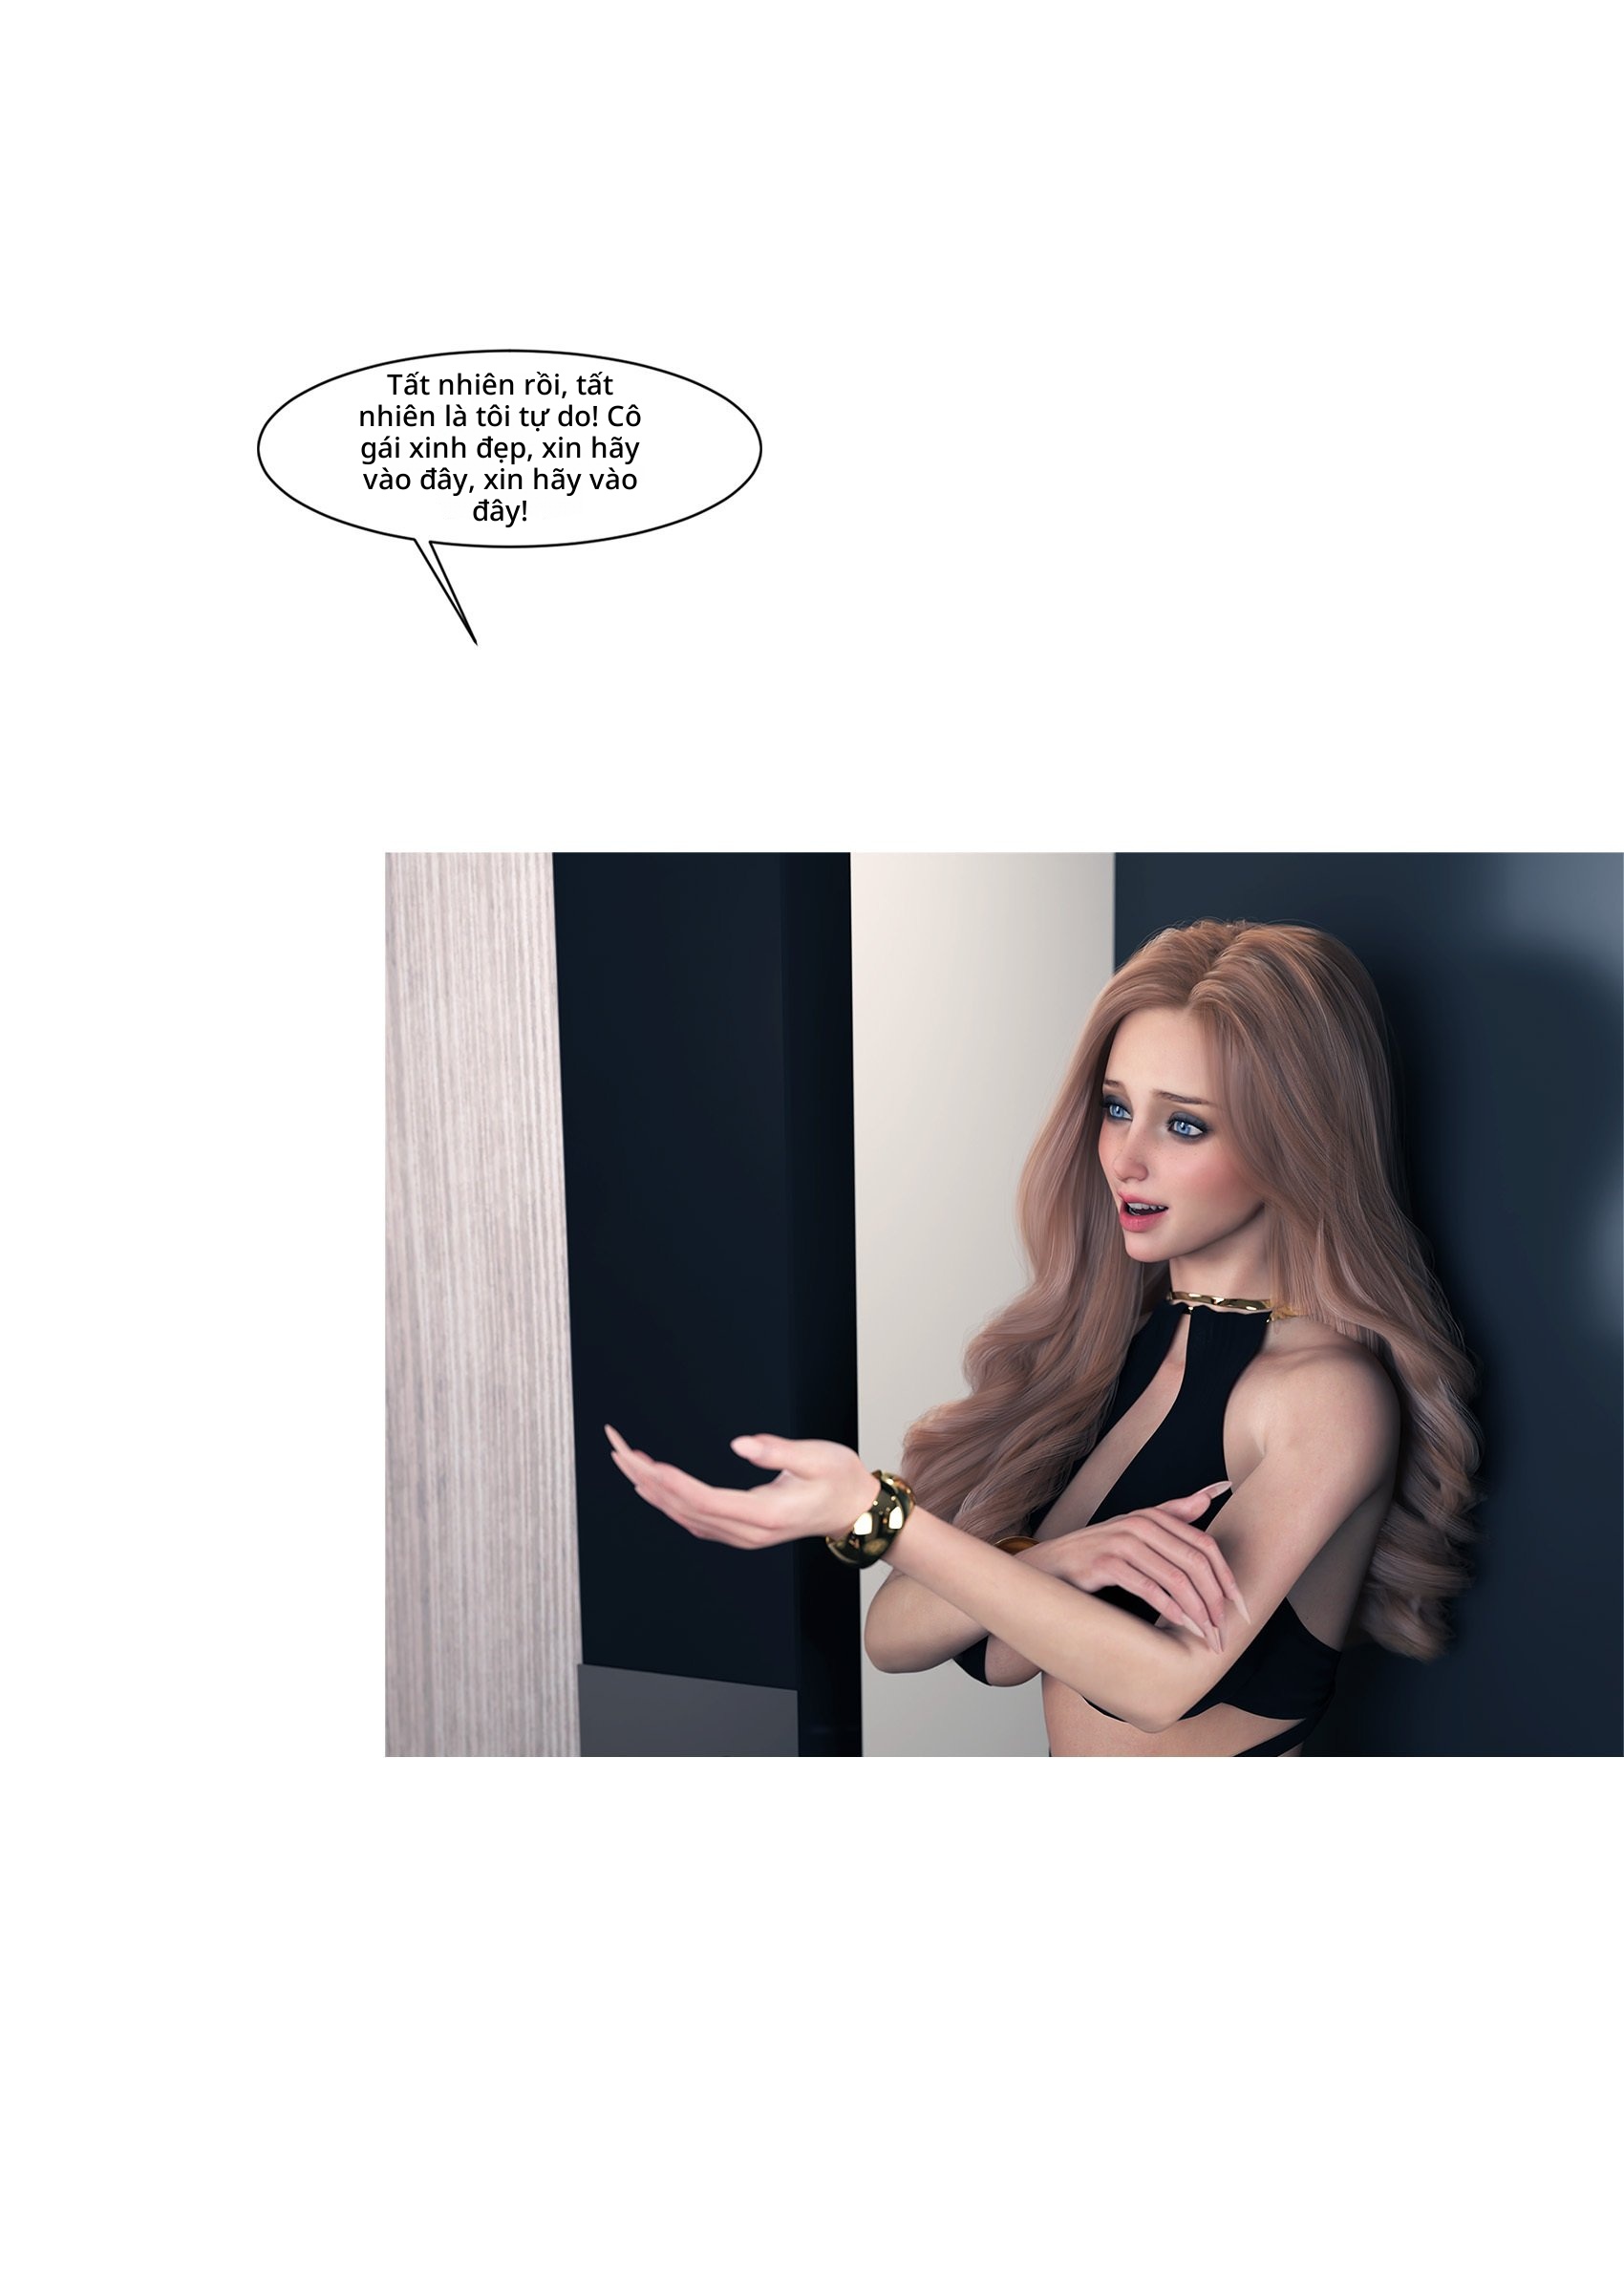 Tất nhiên rồi, tất
nhiên là tôi tự do! Cô
gái xinh đẹp, xin hãy
vào đây, xin hãy vào
đây!